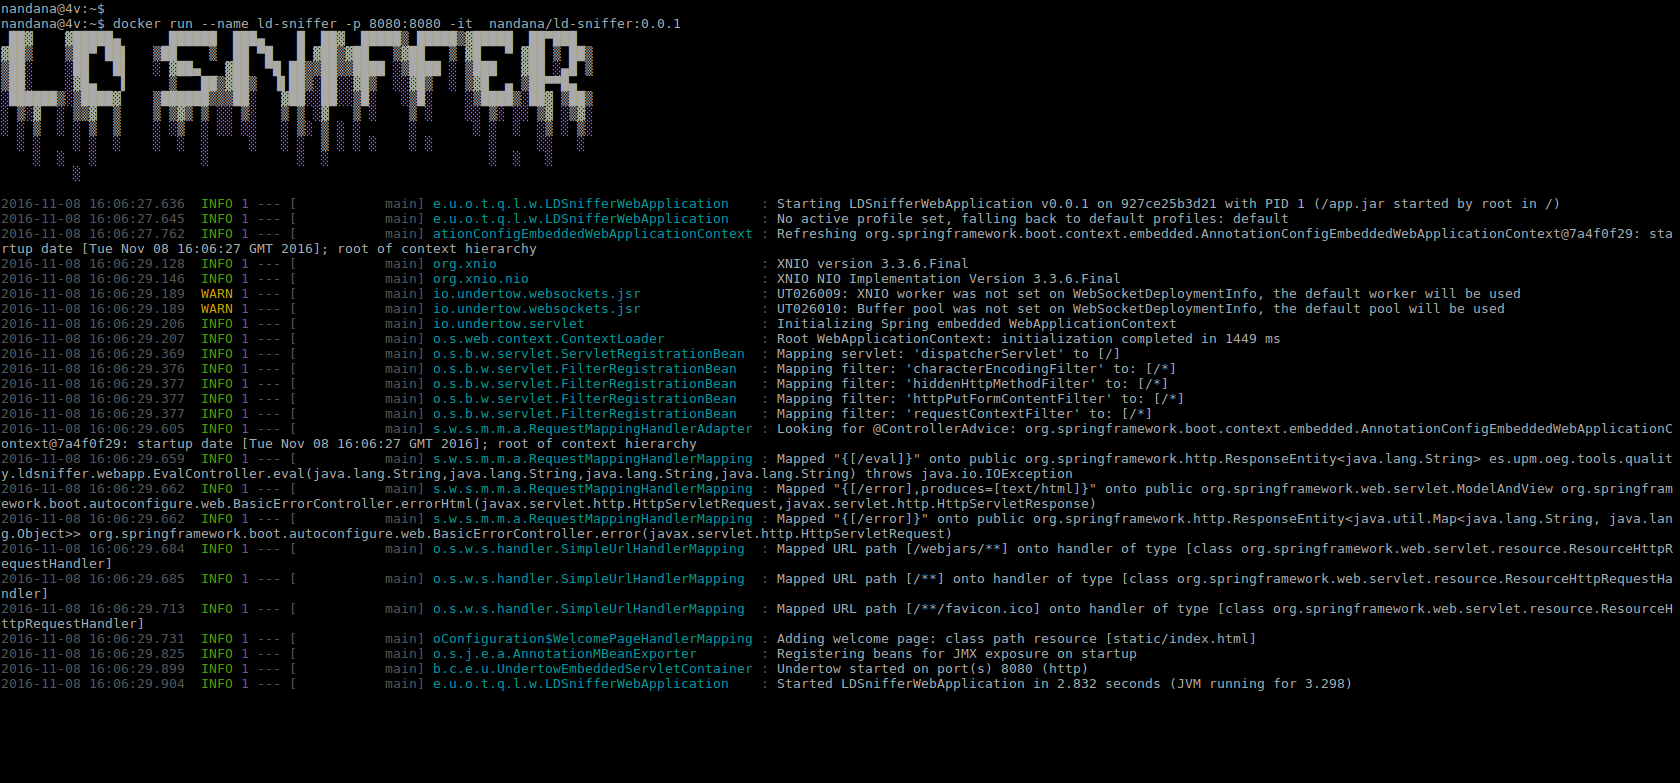 nandana@4v:~$
nandana@4v:~$ docker run --name ld-sniffer -p 8080:8080 -it  nandana/ld-sniffer:0.0.1
LD SNIFFER
2016-11-08 16:06:27.636  INFO 1 --- [           main] e.u.o.t.q.l.w.LDSnifferWebApplication    : Starting LDSnifferWebApplication v0.0.1 on 927ce25b3d21 with PID 1 (/app.jar started by root in /)
2016-11-08 16:06:27.645  INFO 1 --- [           main] e.u.o.t.q.l.w.LDSnifferWebApplication    : No active profile set, falling back to default profiles: default
2016-11-08 16:06:27.762  INFO 1 --- [           main] ationConfigEmbeddedWebApplicationContext : Refreshing org.springframework.boot.context.embedded.AnnotationConfigEmbeddedWebApplicationContext@7a4f0f29: sta
rtup date [Tue Nov 08 16:06:27 GMT 2016]; root of context hierarchy
2016-11-08 16:06:29.128  INFO 1 --- [           main] org.xnio                                 : XNIO version 3.3.6.Final
2016-11-08 16:06:29.146  INFO 1 --- [           main] org.xnio.nio                             : XNIO NIO Implementation Version 3.3.6.Final
2016-11-08 16:06:29.189  WARN 1 --- [           main] io.undertow.websockets.jsr               : UT026009: XNIO worker was not set on WebSocketDeploymentInfo, the default worker will be used
2016-11-08 16:06:29.189  WARN 1 --- [           main] io.undertow.websockets.jsr               : UT026010: Buffer pool was not set on WebSocketDeploymentInfo, the default pool will be used
2016-11-08 16:06:29.206  INFO 1 --- [           main] io.undertow.servlet                      : Initializing Spring embedded WebApplicationContext
2016-11-08 16:06:29.207  INFO 1 --- [           main] o.s.web.context.ContextLoader            : Root WebApplicationContext: initialization completed in 1449 ms
2016-11-08 16:06:29.369  INFO 1 --- [           main] o.s.b.w.servlet.ServletRegistrationBean  : Mapping servlet: 'dispatcherServlet' to [/]
2016-11-08 16:06:29.376  INFO 1 --- [           main] o.s.b.w.servlet.FilterRegistrationBean   : Mapping filter: 'characterEncodingFilter' to: [/*]
2016-11-08 16:06:29.377  INFO 1 --- [           main] o.s.b.w.servlet.FilterRegistrationBean   : Mapping filter: 'hiddenHttpMethodFilter' to: [/*]
2016-11-08 16:06:29.377  INFO 1 --- [           main] o.s.b.w.servlet.FilterRegistrationBean   : Mapping filter: 'httpPutFormContentFilter' to: [/*]
2016-11-08 16:06:29.377  INFO 1 --- [           main] o.s.b.w.servlet.FilterRegistrationBean   : Mapping filter: 'requestContextFilter' to: [/*]
2016-11-08 16:06:29.605  INFO 1 --- [           main] s.w.s.m.m.a.RequestMappingHandlerAdapter : Looking for @ControllerAdvice: org.springframework.boot.context.embedded.AnnotationConfigEmbeddedWebApplicationC
ontext@7a4f0f29: startup date [Tue Nov 08 16:06:27 GMT 2016]; root of context hierarchy
2016-11-08 16:06:29.659  INFO 1 --- [           main] s.w.s.m.m.a.RequestMappingHandlerMapping : Mapped "{[/eval]}" onto public org.springframework.http.ResponseEntity<java.lang.String> es.upm.oeg.tools.qualit
y.ldsniffer.webapp.EvalController.eval(java.lang.String,java.lang.String,java.lang.String,java.lang.String) throws java.io.IOException
2016-11-08 16:06:29.662  INFO 1 --- [           main] s.w.s.m.m.a.RequestMappingHandlerMapping : Mapped "{[/error],produces=[text/html]}" onto public org.springframework.web.servlet.ModelAndView org.springfram
ework.boot.autoconfigure.web.BasicErrorController.errorHtml(javax.servlet.http.HttpServletRequest,javax.servlet.http.HttpServletResponse)
2016-11-08 16:06:29.662  INFO 1 --- [           main] s.w.s.m.m.a.RequestMappingHandlerMapping : Mapped "{[/error]}" onto public org.springframework.http.ResponseEntity<java.util.Map<java.lang.String, java.lan
g.Object>> org.springframework.boot.autoconfigure.web.BasicErrorController.error(javax.servlet.http.HttpServletRequest)
2016-11-08 16:06:29.684  INFO 1 --- [           main] o.s.w.s.handler.SimpleUrlHandlerMapping  : Mapped URL path [/webjars/**] onto handler of type [class org.springframework.web.servlet.resource.ResourceHttpR
equestHandler]
2016-11-08 16:06:29.685  INFO 1 --- [           main] o.s.w.s.handler.SimpleUrlHandlerMapping  : Mapped URL path [/**] onto handler of type [class org.springframework.web.servlet.resource.ResourceHttpRequestHa
ndler]
2016-11-08 16:06:29.713  INFO 1 --- [           main] o.s.w.s.handler.SimpleUrlHandlerMapping  : Mapped URL path [/**/favicon.ico] onto handler of type [class org.springframework.web.servlet.resource.ResourceH
ttpRequestHandler]
2016-11-08 16:06:29.731  INFO 1 --- [           main] oConfiguration$WelcomePageHandlerMapping : Adding welcome page: class path resource [static/index.html]
2016-11-08 16:06:29.825  INFO 1 --- [           main] o.s.j.e.a.AnnotationMBeanExporter        : Registering beans for JMX exposure on startup
2016-11-08 16:06:29.899  INFO 1 --- [           main] b.c.e.u.UndertowEmbeddedServletContainer : Undertow started on port(s) 8080 (http)
2016-11-08 16:06:29.904  INFO 1 --- [           main] e.u.o.t.q.l.w.LDSnifferWebApplication    : Started LDSnifferWebApplication in 2.832 seconds (JVM running for 3.298)